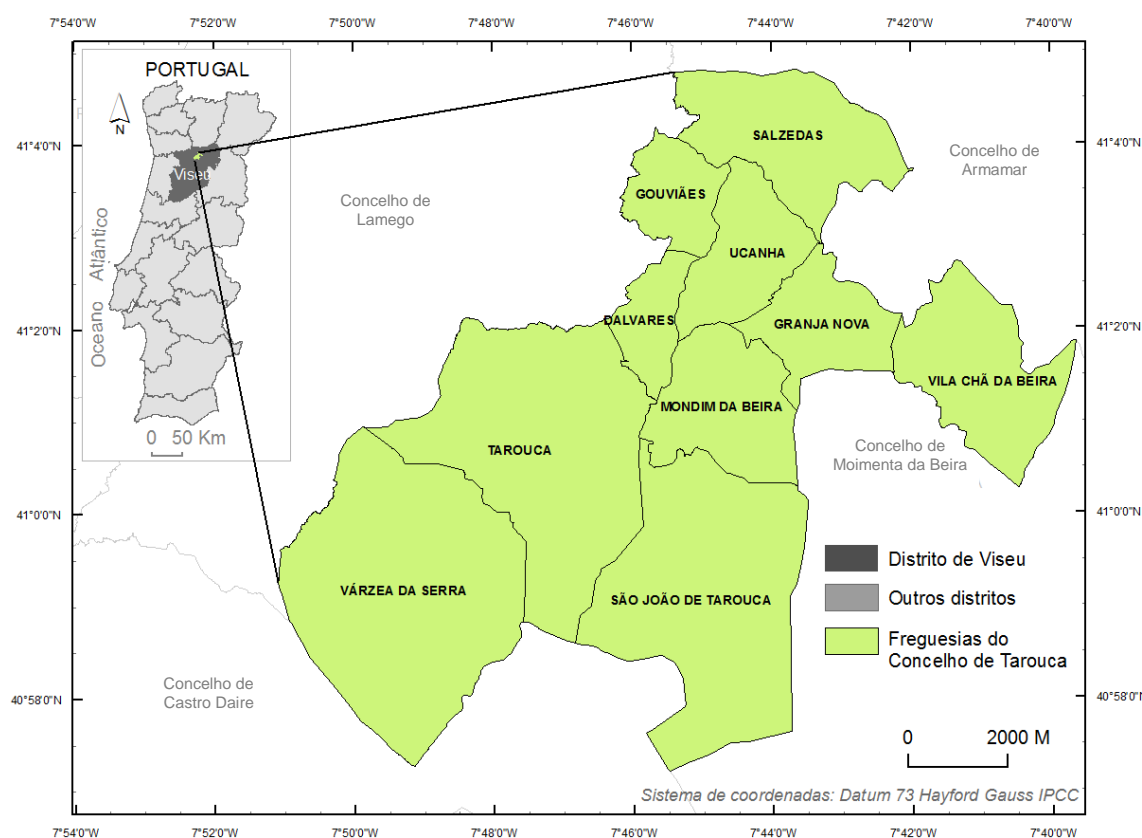 7°54'0"W 7°52'0"W 7°50'0"W 7°48'0"W 7°46'0"W 7°44'0"W 7°42'0"W 7°40'0"W
PORTUGAL
N
Viseu
Oceano Atlântico
0 50 Km
41°4'0"N 41°4'0"N
41°2'0"N 41°2'0"N
41°0'0"N 41°0'0"N
40°58'0"N 40°58'0"N
Concelho de
Lamego
Concelho de
Armamar
SALZEDAS
GOUVIÃES
UCANHA
DALVARES
GRANJA NOVA
VILA CHÃ DA BEIRA
MONDIM DA BEIRA
TAROUCA
Concelho de
Moimenta da Beira
VÁRZEA DA SERRA
SÃO JOÃO DE TAROUCA
Concelho de
Castro Daire
Distrito de Viseu
Outros distritos
Freguesias do
Concelho de Tarouca
0 2000 M
Sistema de coordenadas: Datum 73 Hayford Gauss IPCC
7°54'0"W 7°52'0"W 7°50'0"W 7°48'0"W 7°46'0"W 7°44'0"W 7°42'0"W 7°40'0"W